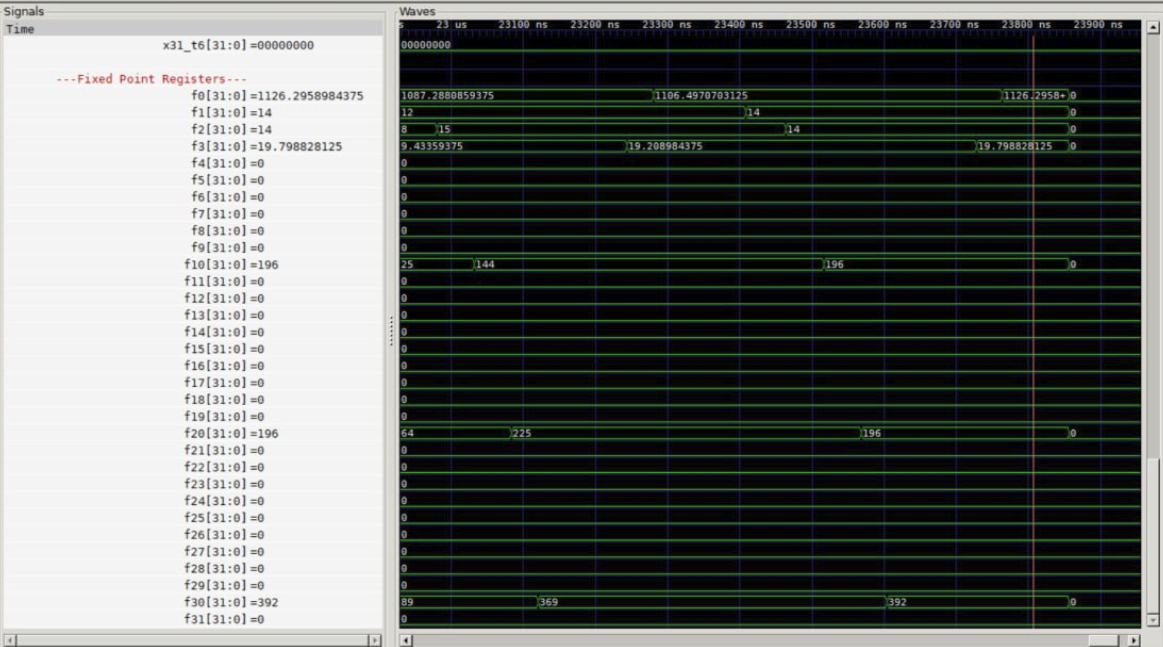 Signals
Waves
Time
s 23 us 23100 ns 23200 ns 23300 ns 23400 ns 23500 ns 23600 ns 23700 ns 23800 ns 23900 ns
x31_t6[31:0]=00000000 00000000
---Fixed Point Registers---
f0[31:0]=1126.2958984375 1087.2880859375 1106.4970703125 1126.2958+ 0
f1[31:0]=14 12 14 0
f2[31:0]=14 8 15 14 0
f3[31:0]=19.798828125 9.43359375 19.208984375 19.798828125 0
f4[31:0]=0 0
f5[31:0]=0 0
f6[31:0]=0 0
f7[31:0]=0 0
f8[31:0]=0 0
f9[31:0]=0 0
f10[31:0]=196 25 144 196 0
f11[31:0]=0 0
f12[31:0]=0 0
f13[31:0]=0 0
f14[31:0]=0 0
f15[31:0]=0 0
f16[31:0]=0 0
f17[31:0]=0 0
f18[31:0]=0 0
f19[31:0]=0 0
f20[31:0]=196 64 225 196 0
f21[31:0]=0 0
f22[31:0]=0 0
f23[31:0]=0 0
f24[31:0]=0 0
f25[31:0]=0 0
f26[31:0]=0 0
f27[31:0]=0 0
f28[31:0]=0 0
f29[31:0]=0 0
f30[31:0]=392 89 369 392 0
f31[31:0]=0 0